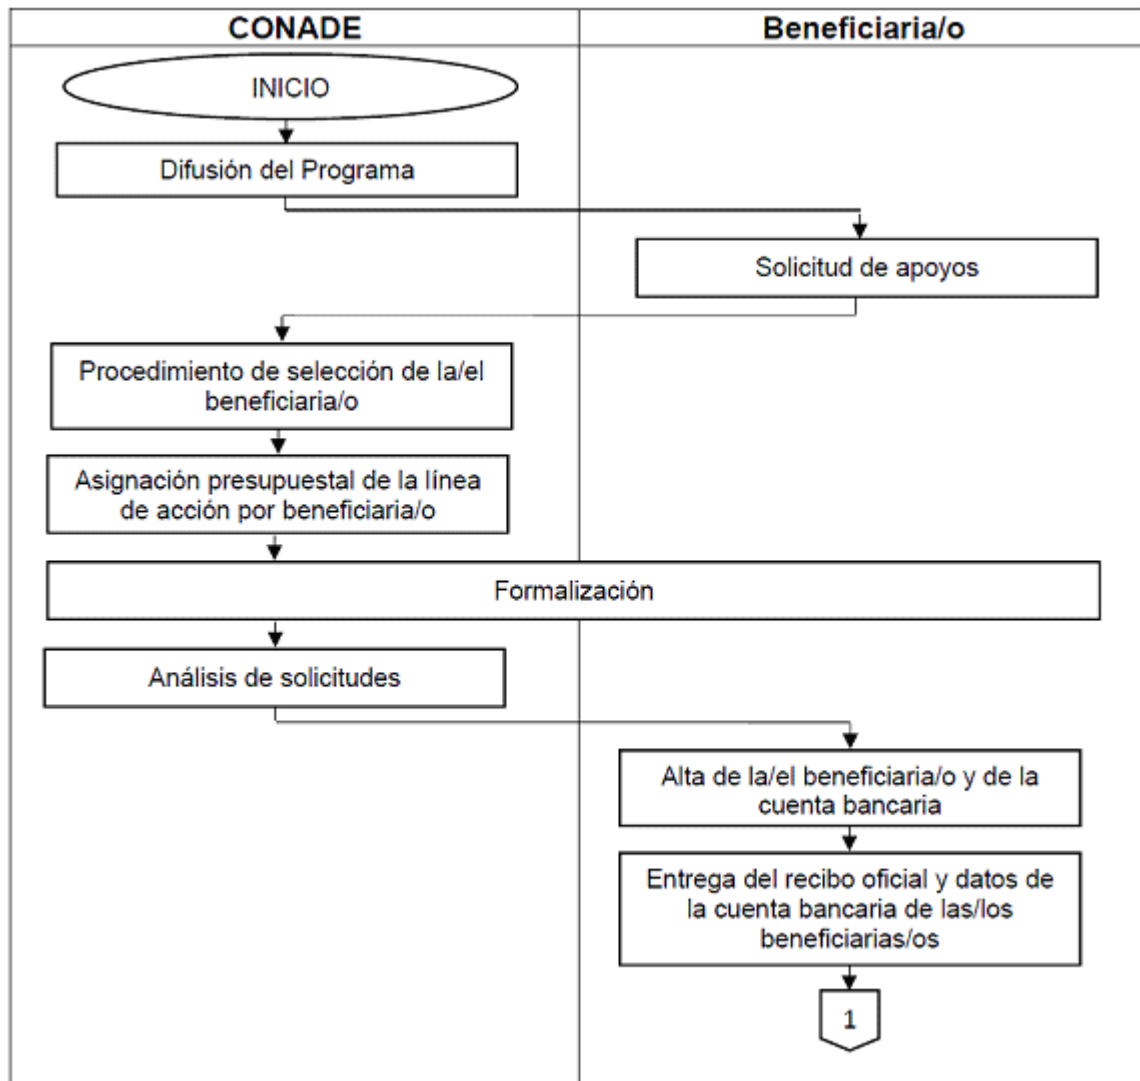 CONADE
Beneficiaria/o
INICIO
Difusión del Programa
Solicitud de apoyos
Procedimiento de selección de la/el
beneficiaria/o
Asignación presupuestal de la línea
de acción por beneficiaria/o
Formalización
Análisis de solicitudes
Alta de la/el beneficiaria/o y de la
cuenta bancaria
Entrega del recibo oficial y datos de
la cuenta bancaria de las/los
beneficiarias/os
1